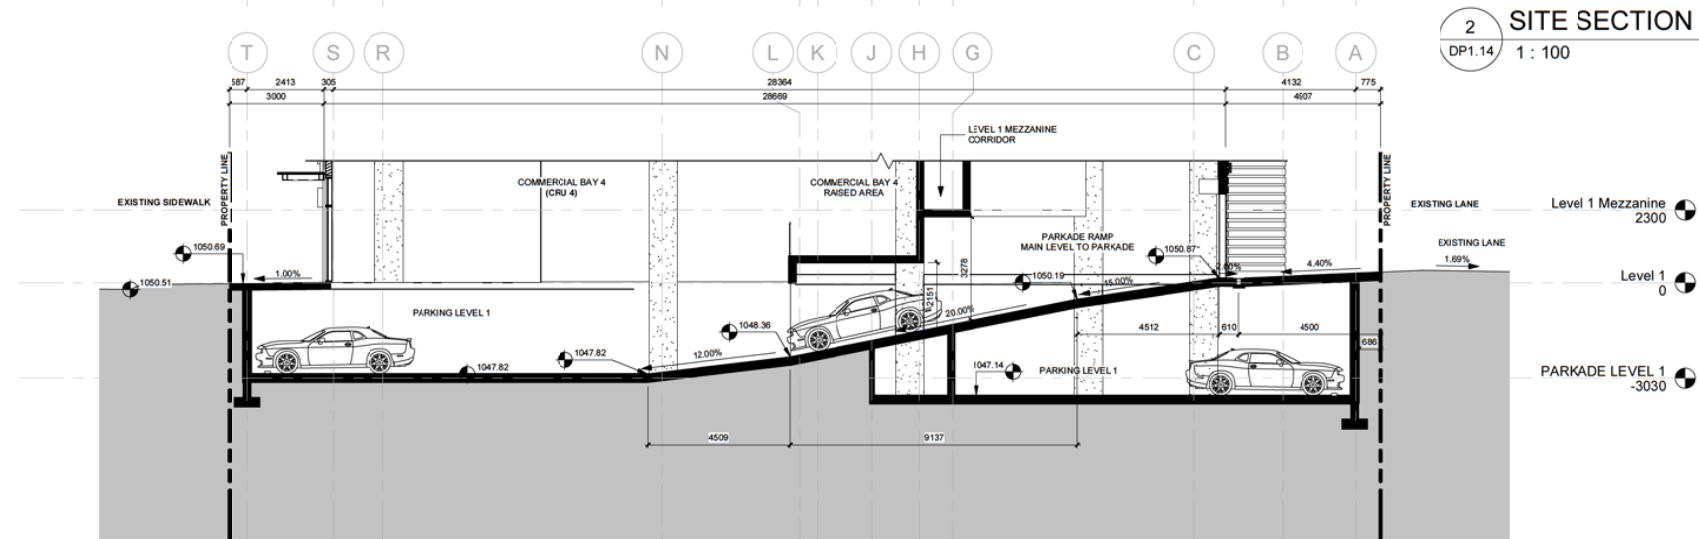 2
DP1.14
SITE SECTION
1 : 100
T
S
R
N
L
K
J
H
G
C
B
A
587
2413
305
28364
4132
775
3000
28669
4907
LEVEL 1 MEZZANINE
CORRIDOR
PROPERTY LINE
COMMERCIAL BAY 4
(CRU 4)
COMMERCIAL BAY 4
RAISED AREA
PROPERTY LINE
EXISTING SIDEWALK
EXISTING LANE
Level 1 Mezzanine
2300
PARKADE RAMP
MAIN LEVEL TO PARKADE
1050.69
1050.87
EXISTING LANE
1.69%
1050.51
1.00%
3278
1050.19
15.00%
4.40%
Level 1
0
2151
20.00%
PARKING LEVEL 1
1048.36
4512
610
4500
686
12.00%
1047.82
1047.82
1047.14
PARKING LEVEL 1
PARKADE LEVEL 1
-3030
4509
9137